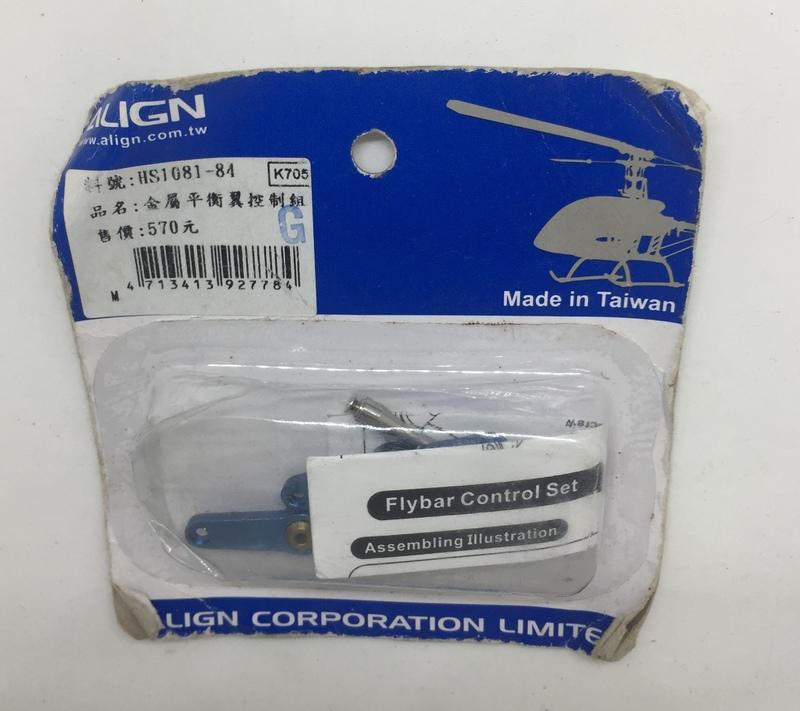 ALIGN
www.align.com.tw
料號:HS1081-84
K705
品名:金屬平衡翼控制組
售價:570元
G
M
4 713413 927784
Made in Taiwan
Flybar Control Set
Assembling Illustration
ALIGN CORPORATION LIMITE